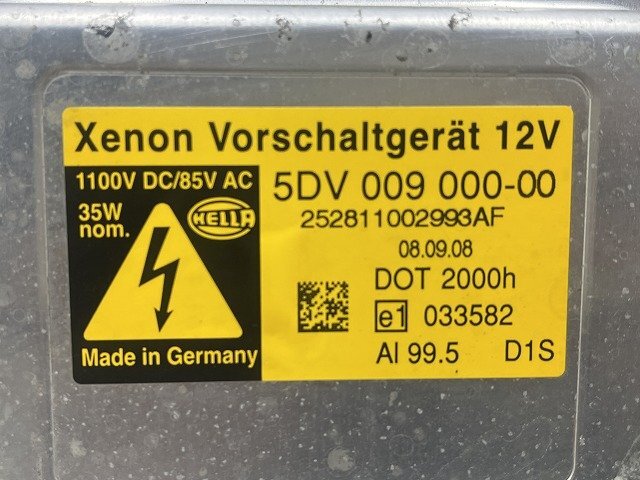 Xenon Vorschaltgerät 12V
1100V DC/85V AC
35W
nom.
HELLA
Made in Germany
5DV 009 000-00
252811002993AF
08.09.08
DOT 2000h
e1 033582
Al 99.5 D1S